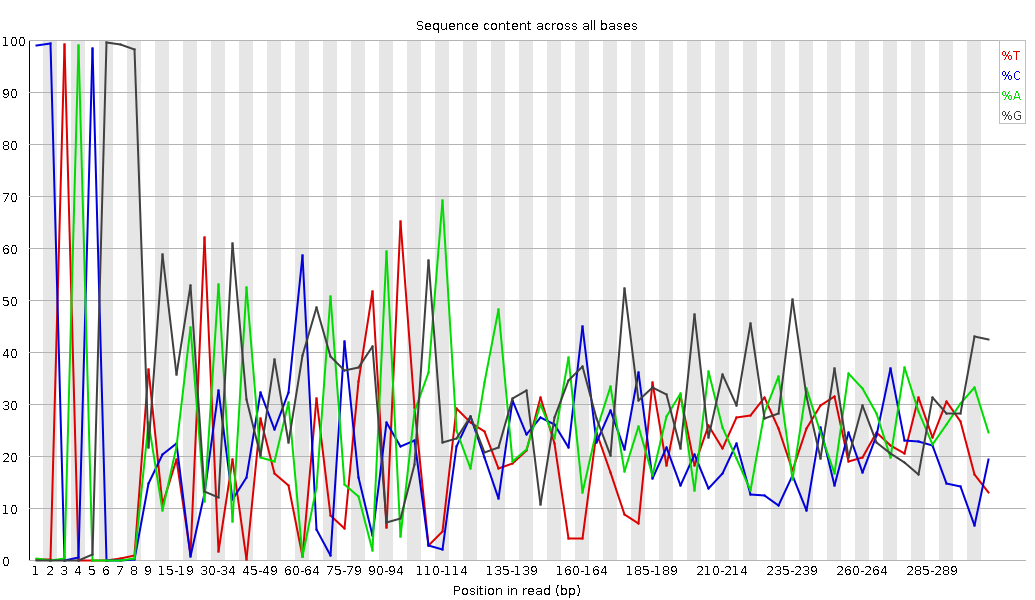 Sequence content across all bases
100
90
80
70
60
50
40
30
20
10
0
%T
%C
%A
%G
1 2 3 4 5 6 7 8 9 15-19 30-34 45-49 60-64 75-79 90-94 110-114 135-139 160-164 185-189 210-214 235-239 260-264 285-289
Position in read (bp)